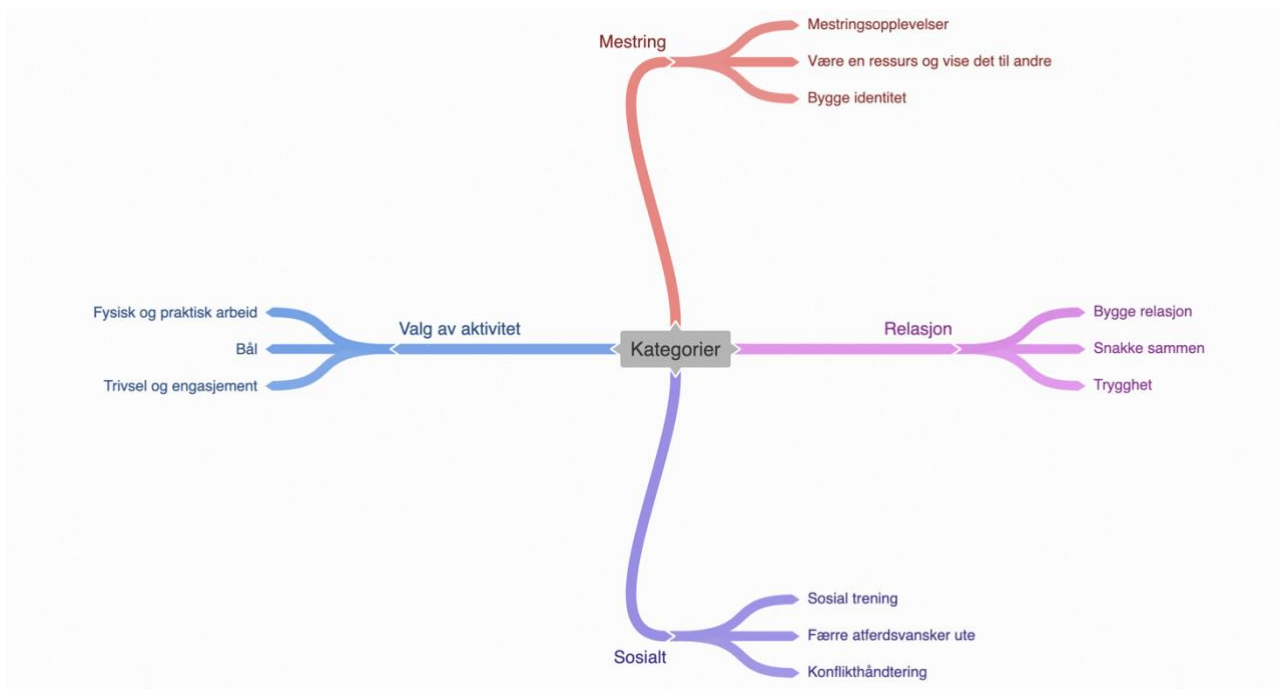 Mestring
Mestringsopplevelser
Være en ressurs og vise det til andre
Bygge identitet
Fysisk og praktisk arbeid
Bål
Trivsel og engasjement
Valg av aktivitet
Kategorier
Relasjon
Bygge relasjon
Snakke sammen
Trygghet
Sosialt
Sosial trening
Færre atferdsvansker ute
Konflikthåndtering